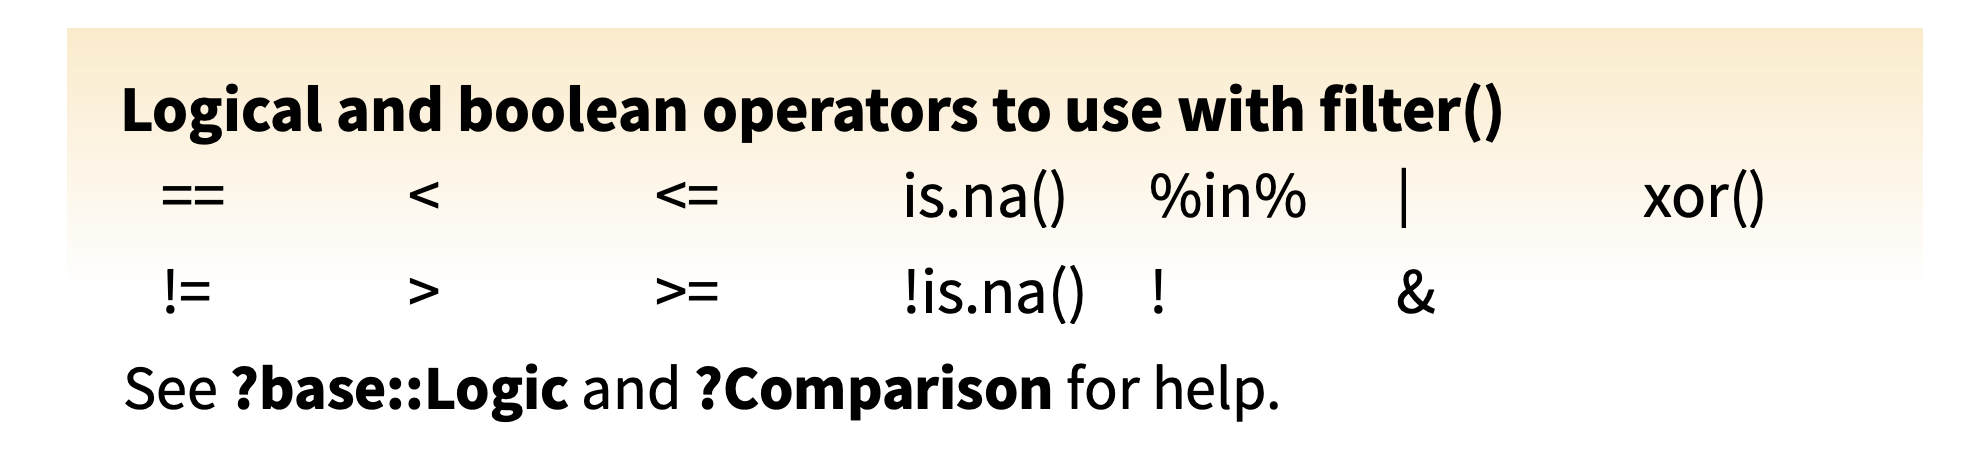 Logical and boolean operators to use with filter()
== < <= is.na() %in% | xor()
!= > >= !is.na() ! &
See ?base::Logic and ?Comparison for help.